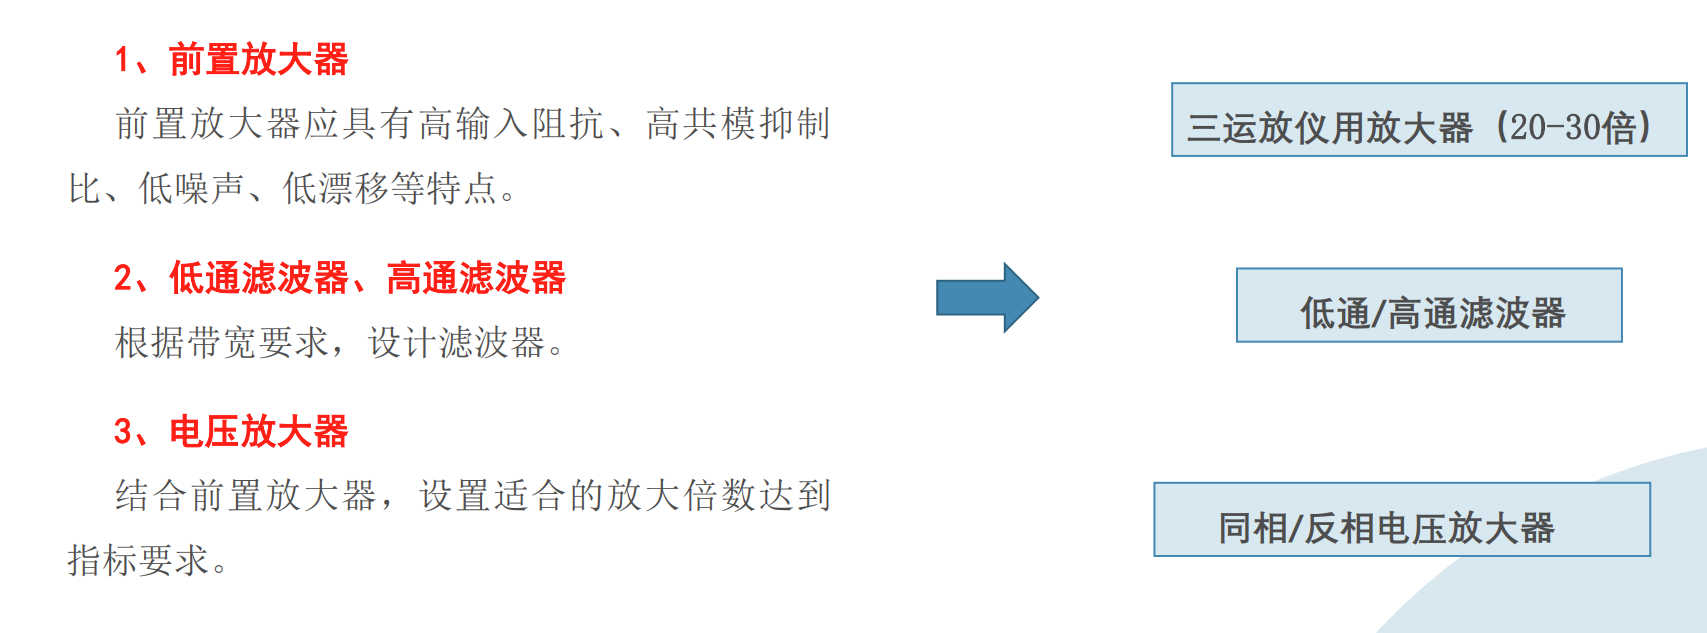 1、前置放大器
前置放大器应具有高输入阻抗、高共模抑制
比、低噪声、低漂移等特点。
2、低通滤波器、高通滤波器
根据带宽要求，设计滤波器。
3、电压放大器
结合前置放大器，设置适合的放大倍数达到
指标要求。
三运放仪用放大器（20-30倍）
低通/高通滤波器
同相/反相电压放大器